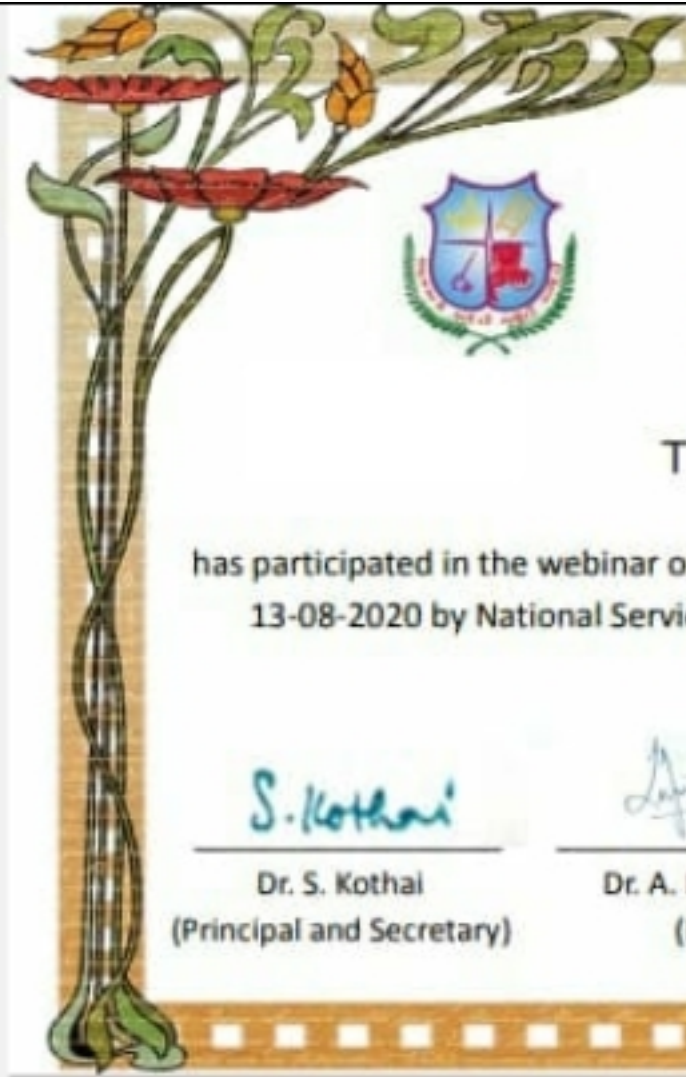 T
has participated in the webinar o
13-08-2020 by National Servi
S. Kothai
Dr. S. Kothai
Dr. A.
(Principal and Secretary)
(